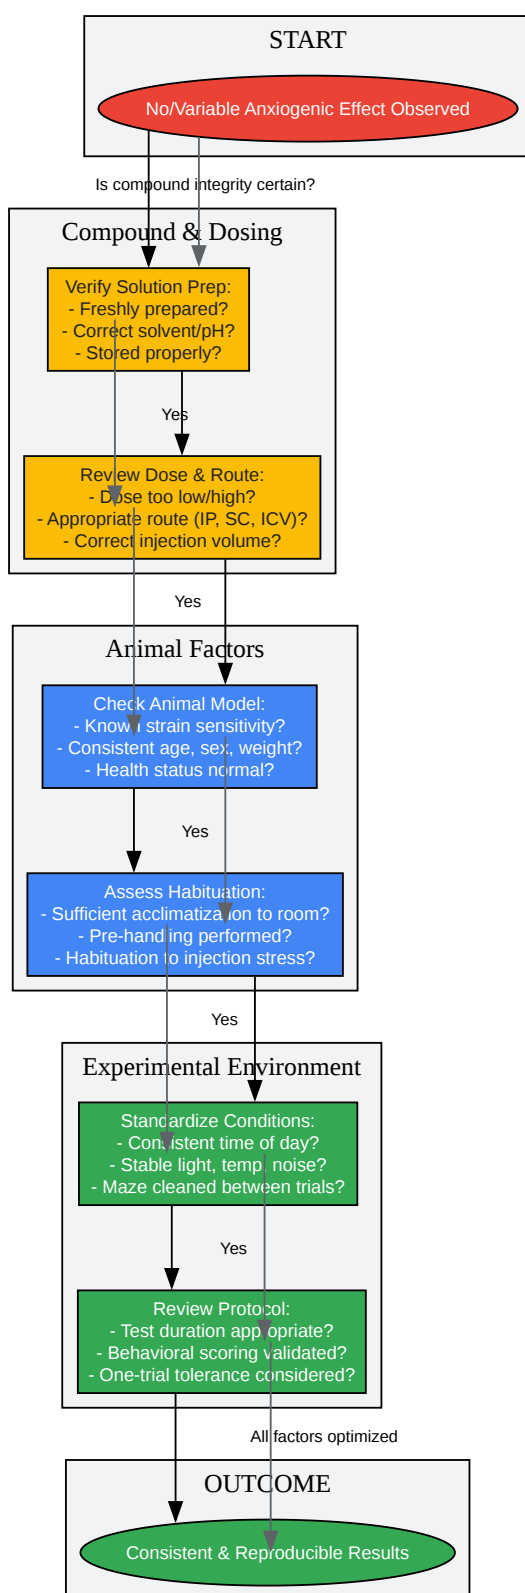 START
No/Variable Anxiogenic Effect Observed
Is compound integrity certain?
Compound & Dosing
Verify Solution Prep:
- Freshly prepared?
- Correct solvent/pH?
- Stored properly?
Yes
Review Dose & Route:
- Dose too low/high?
- Appropriate route (IP, SC, ICV)?
- Correct injection volume?
Yes
Animal Factors
Check Animal Model:
- Known strain sensitivity?
- Consistent age, sex, weight?
- Health status normal?
Yes
Assess Habituation:
- Sufficient acclimatization to room?
- Pre-handling performed?
- Habituation to injection stress?
Yes
Experimental Environment
Standardize Conditions:
- Consistent time of day?
- Stable light, temp, noise?
- Maze cleaned between trials?
Yes
Review Protocol:
- Test duration appropriate?
- Behavioral scoring validated?
- One-trial tolerance considered?
All factors optimized
OUTCOME
Consistent & Reproducible Results